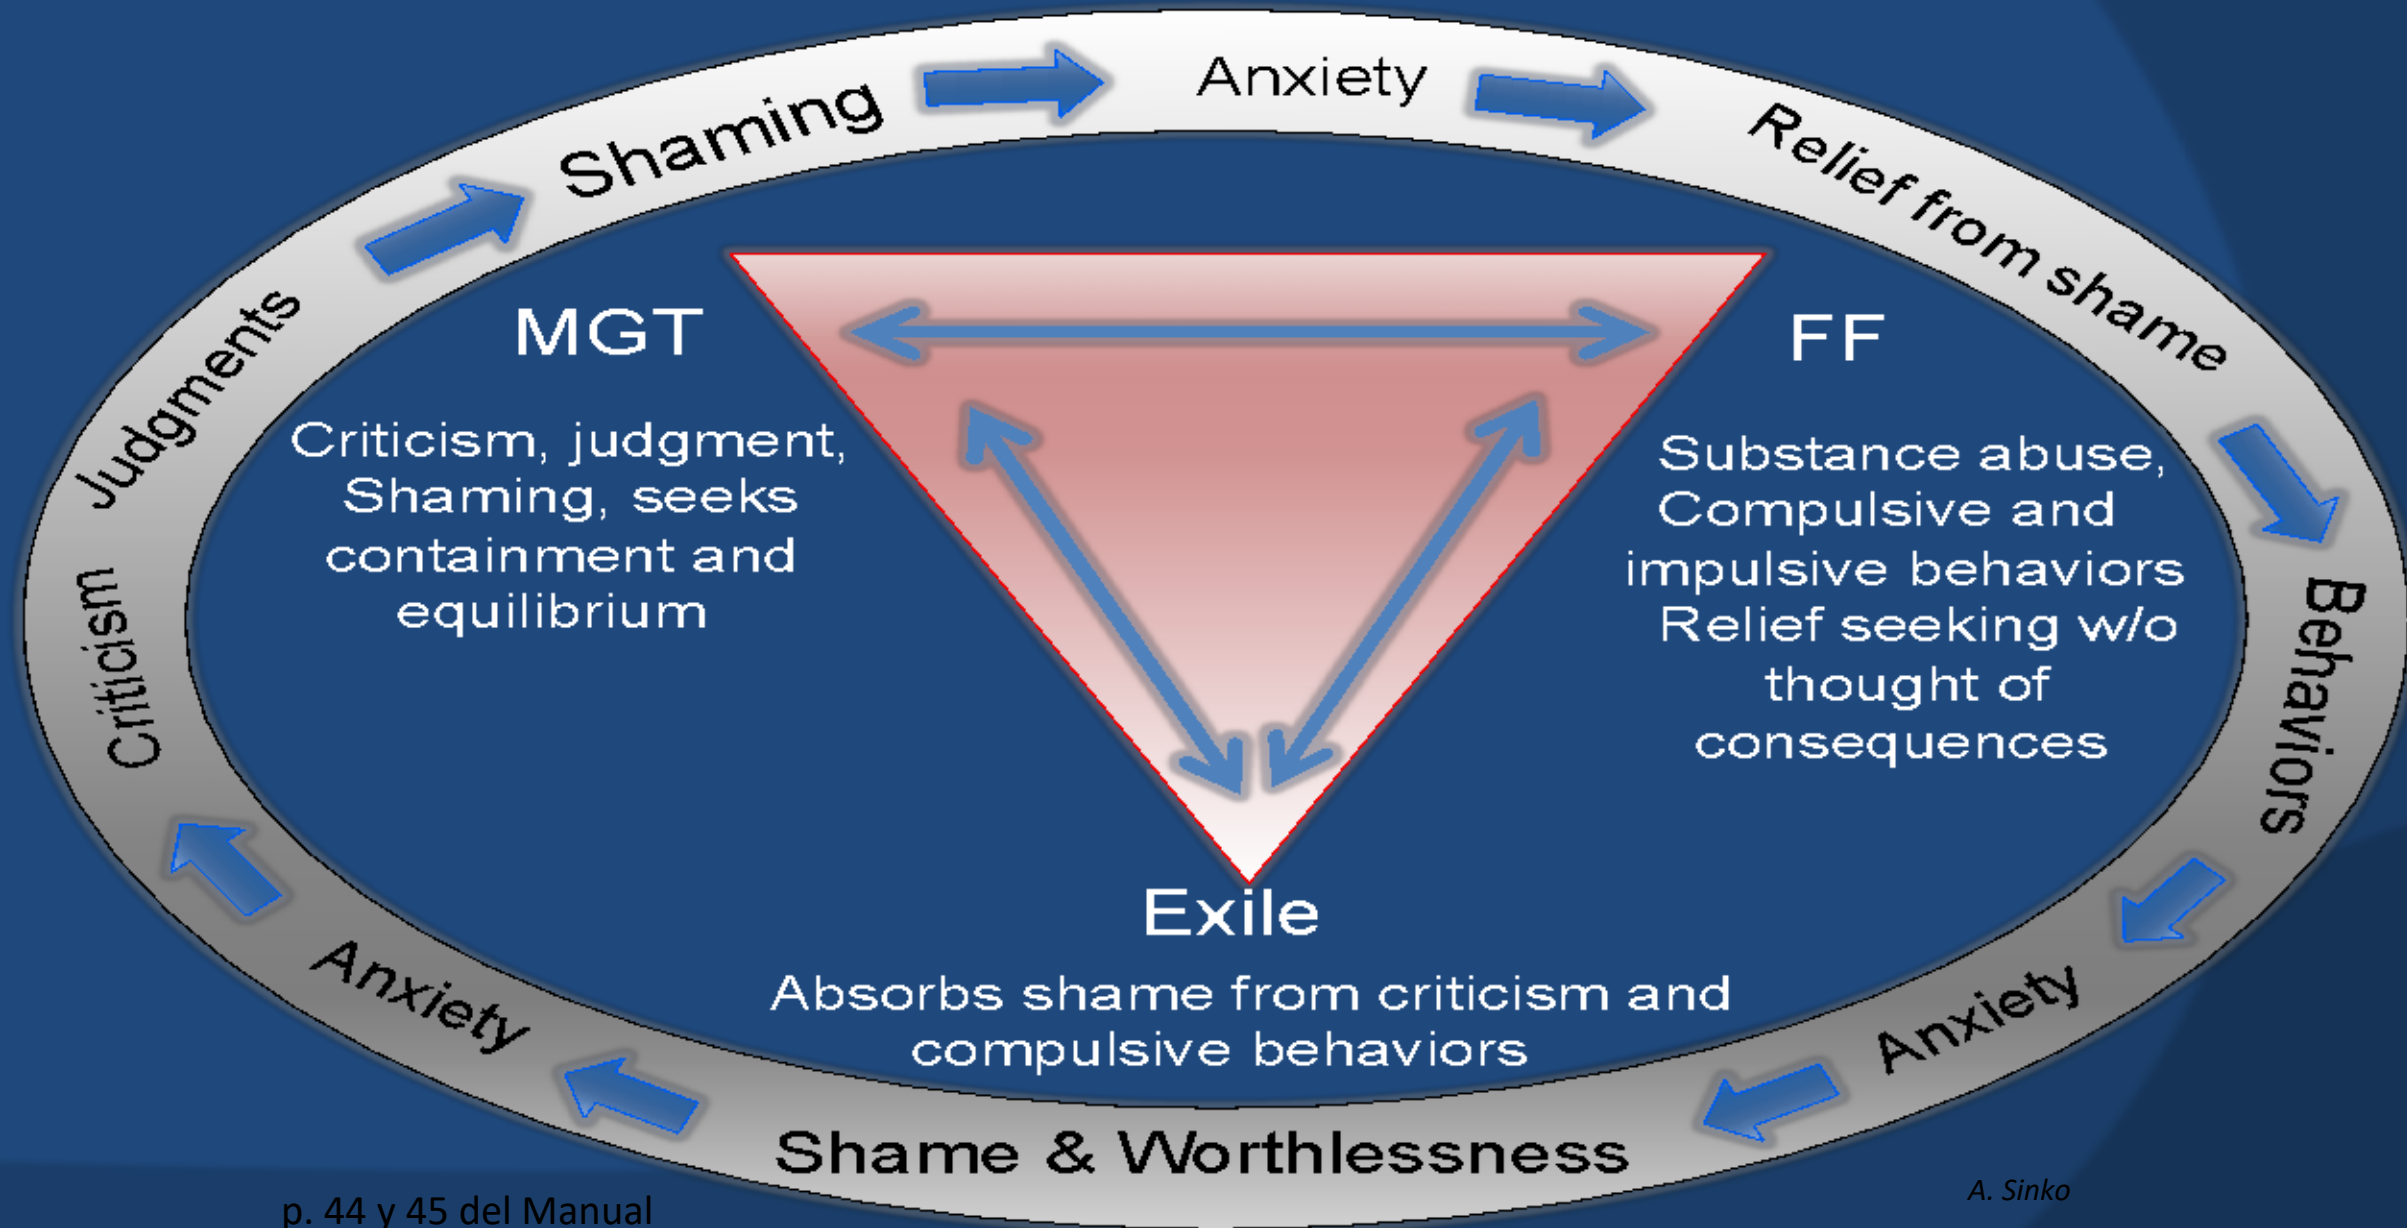 Shaming
Anxiety
Relief from shame
Behaviors
Anxiety
Shame & Worthlessness
Anxiety
Criticism
Judgments
MGT
Criticism, judgment,
Shaming, seeks
containment and
equilibrium
FF
Substance abuse,
Compulsive and
impulsive behaviors
Relief seeking w/o
thought of
consequences
Exile
Absorbs shame from criticism and
compulsive behaviors
p. 44 y 45 del Manual
A. Sinko